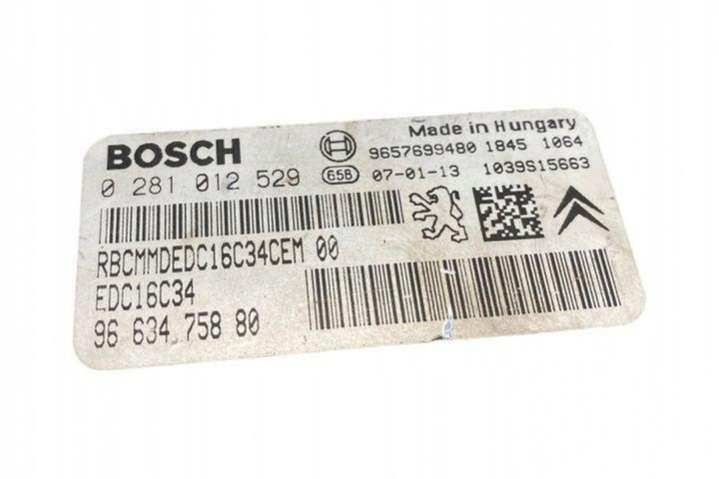 Made in Hungary
BOSCH 9657699480 1845 1064
0 281 012 529 65B 07-01-13 1039S15663
RBCMMDEDC16C34CEM 00
EDC16C34
96 634 758 80